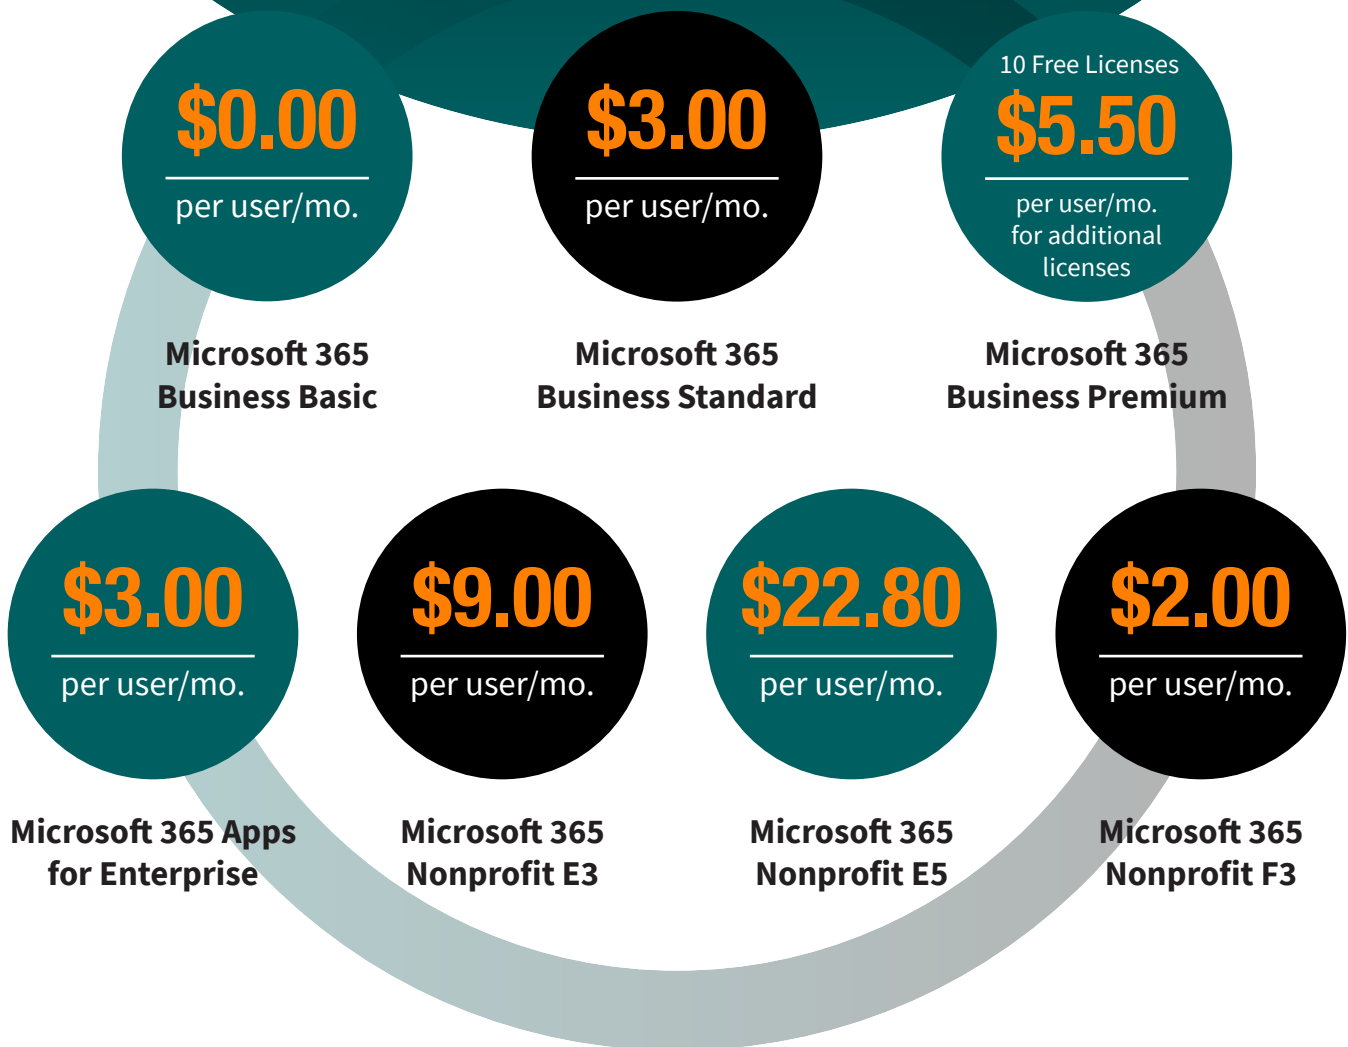 $0.00
per user/mo.
Microsoft 365
Business Basic
$3.00
per user/mo.
Microsoft 365
Business Standard
10 Free Licenses
$5.50
per user/mo.
for additional
licenses
Microsoft 365
Business Premium
$3.00
per user/mo.
Microsoft 365 Apps
for Enterprise
$9.00
per user/mo.
Microsoft 365
Nonprofit E3
$22.80
per user/mo.
Microsoft 365
Nonprofit E5
$2.00
per user/mo.
Microsoft 365
Nonprofit F3